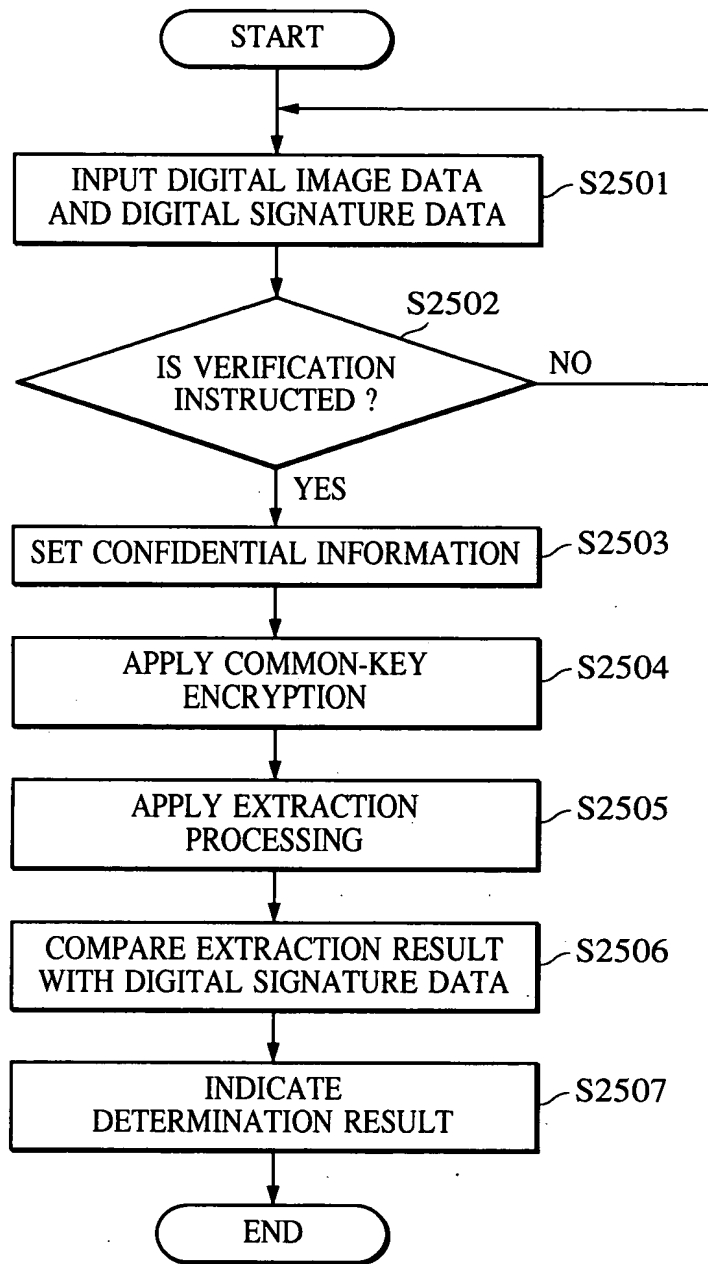 START
INPUT DIGITAL IMAGE DATA
AND DIGITAL SIGNATURE DATA
S2501
S2502
IS VERIFICATION
INSTRUCTED ?
NO
YES
SET CONFIDENTIAL INFORMATION
S2503
APPLY COMMON-KEY
ENCRYPTION
S2504
APPLY EXTRACTION
PROCESSING
S2505
COMPARE EXTRACTION RESULT
WITH DIGITAL SIGNATURE DATA
S2506
INDICATE
DETERMINATION RESULT
S2507
END